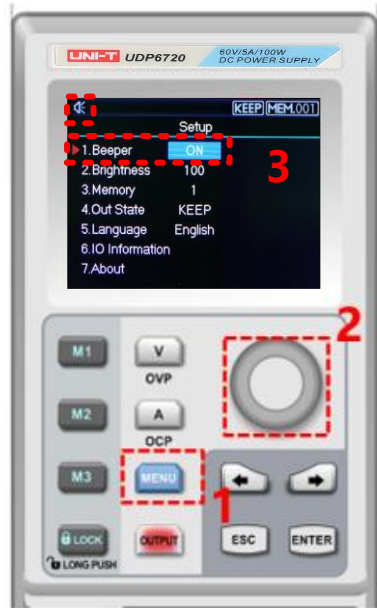 UNI-T UDP6720 60V/5A/100W
DC POWER SUPPLY
KEEP MEM.001
Setup
1.Beeper ON
2.Brightness 100
3.Memory 1
4.Out State KEEP
5.Language English
6.IO Information
7.About
3
2
M1 V
OVP
M2 A
OCP
M3 MENU
1
LOCK OUTPUT ESC ENTER
LONG PUSH